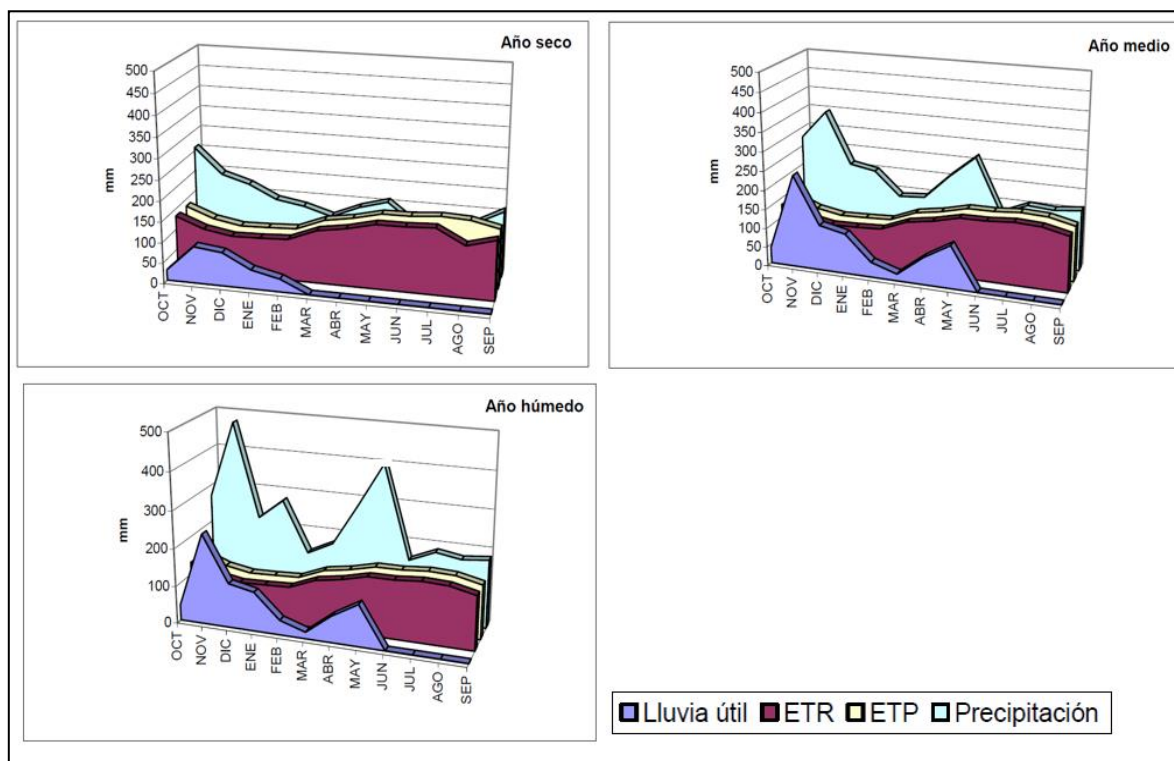 Año seco
500
450
400
350
300
250
200
150
100
50
0
mm
OCT
NOV
DIC
ENE
FEB
MAR
ABR
MAY
JUN
JUL
AGO
SEP
Año medio
500
450
400
350
300
250
200
150
100
50
0
mm
OCT
NOV
DIC
ENE
FEB
MAR
ABR
MAY
JUN
JUL
AGO
SEP
Año húmedo
500
400
300
200
100
0
mm
OCT
NOV
DIC
ENE
FEB
MAR
ABR
MAY
JUN
JUL
AGO
SEP
Lluvia útil ETR ETP Precipitación